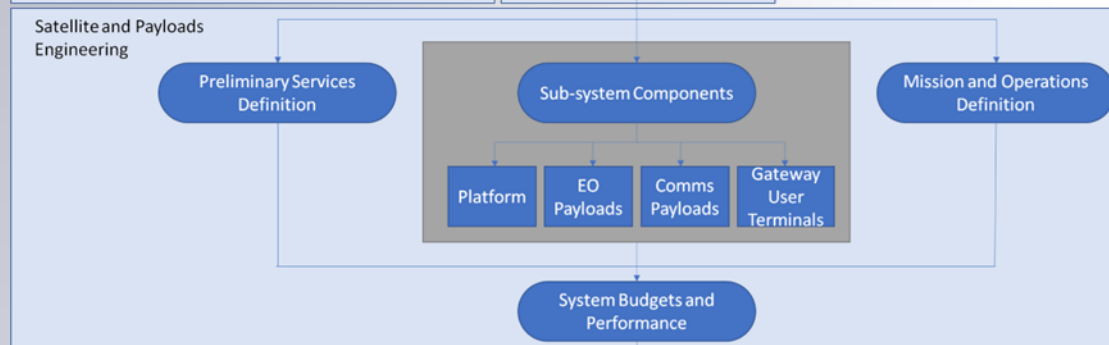 Satellite and Payloads
Engineering
Preliminary Services
Definition
Sub-system Components
Mission and Operations
Definition
Platform
EO
Payloads
Comms
Payloads
Gateway
User
Terminals
System Budgets and
Performance